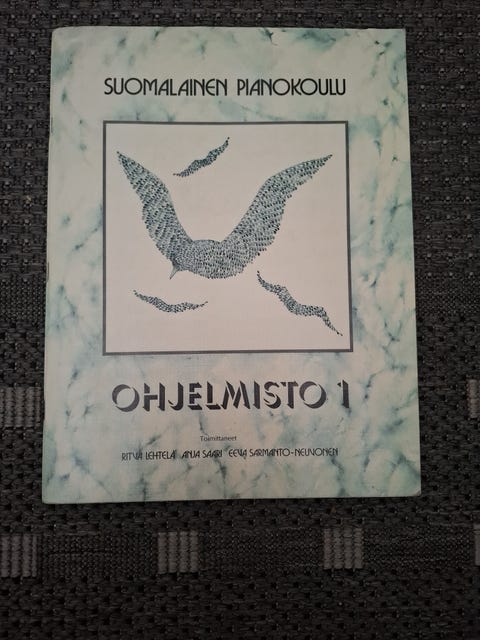 SUOMALAINEN PIANOKOULU
OHJELMISTO 1
Toimittaneet
RITVA LEHTELÄ ANJA SAARI EEVA SARMANTO-NEUVONEN